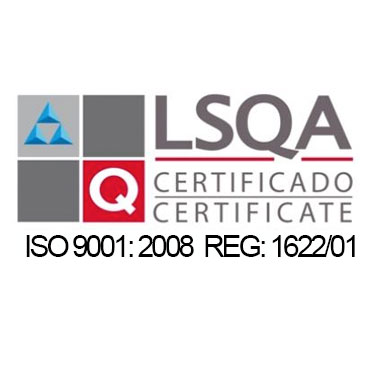 LSQA
Q
CERTIFICADO
CERTIFICATE
ISO 9001: 2008 REG: 1622/01